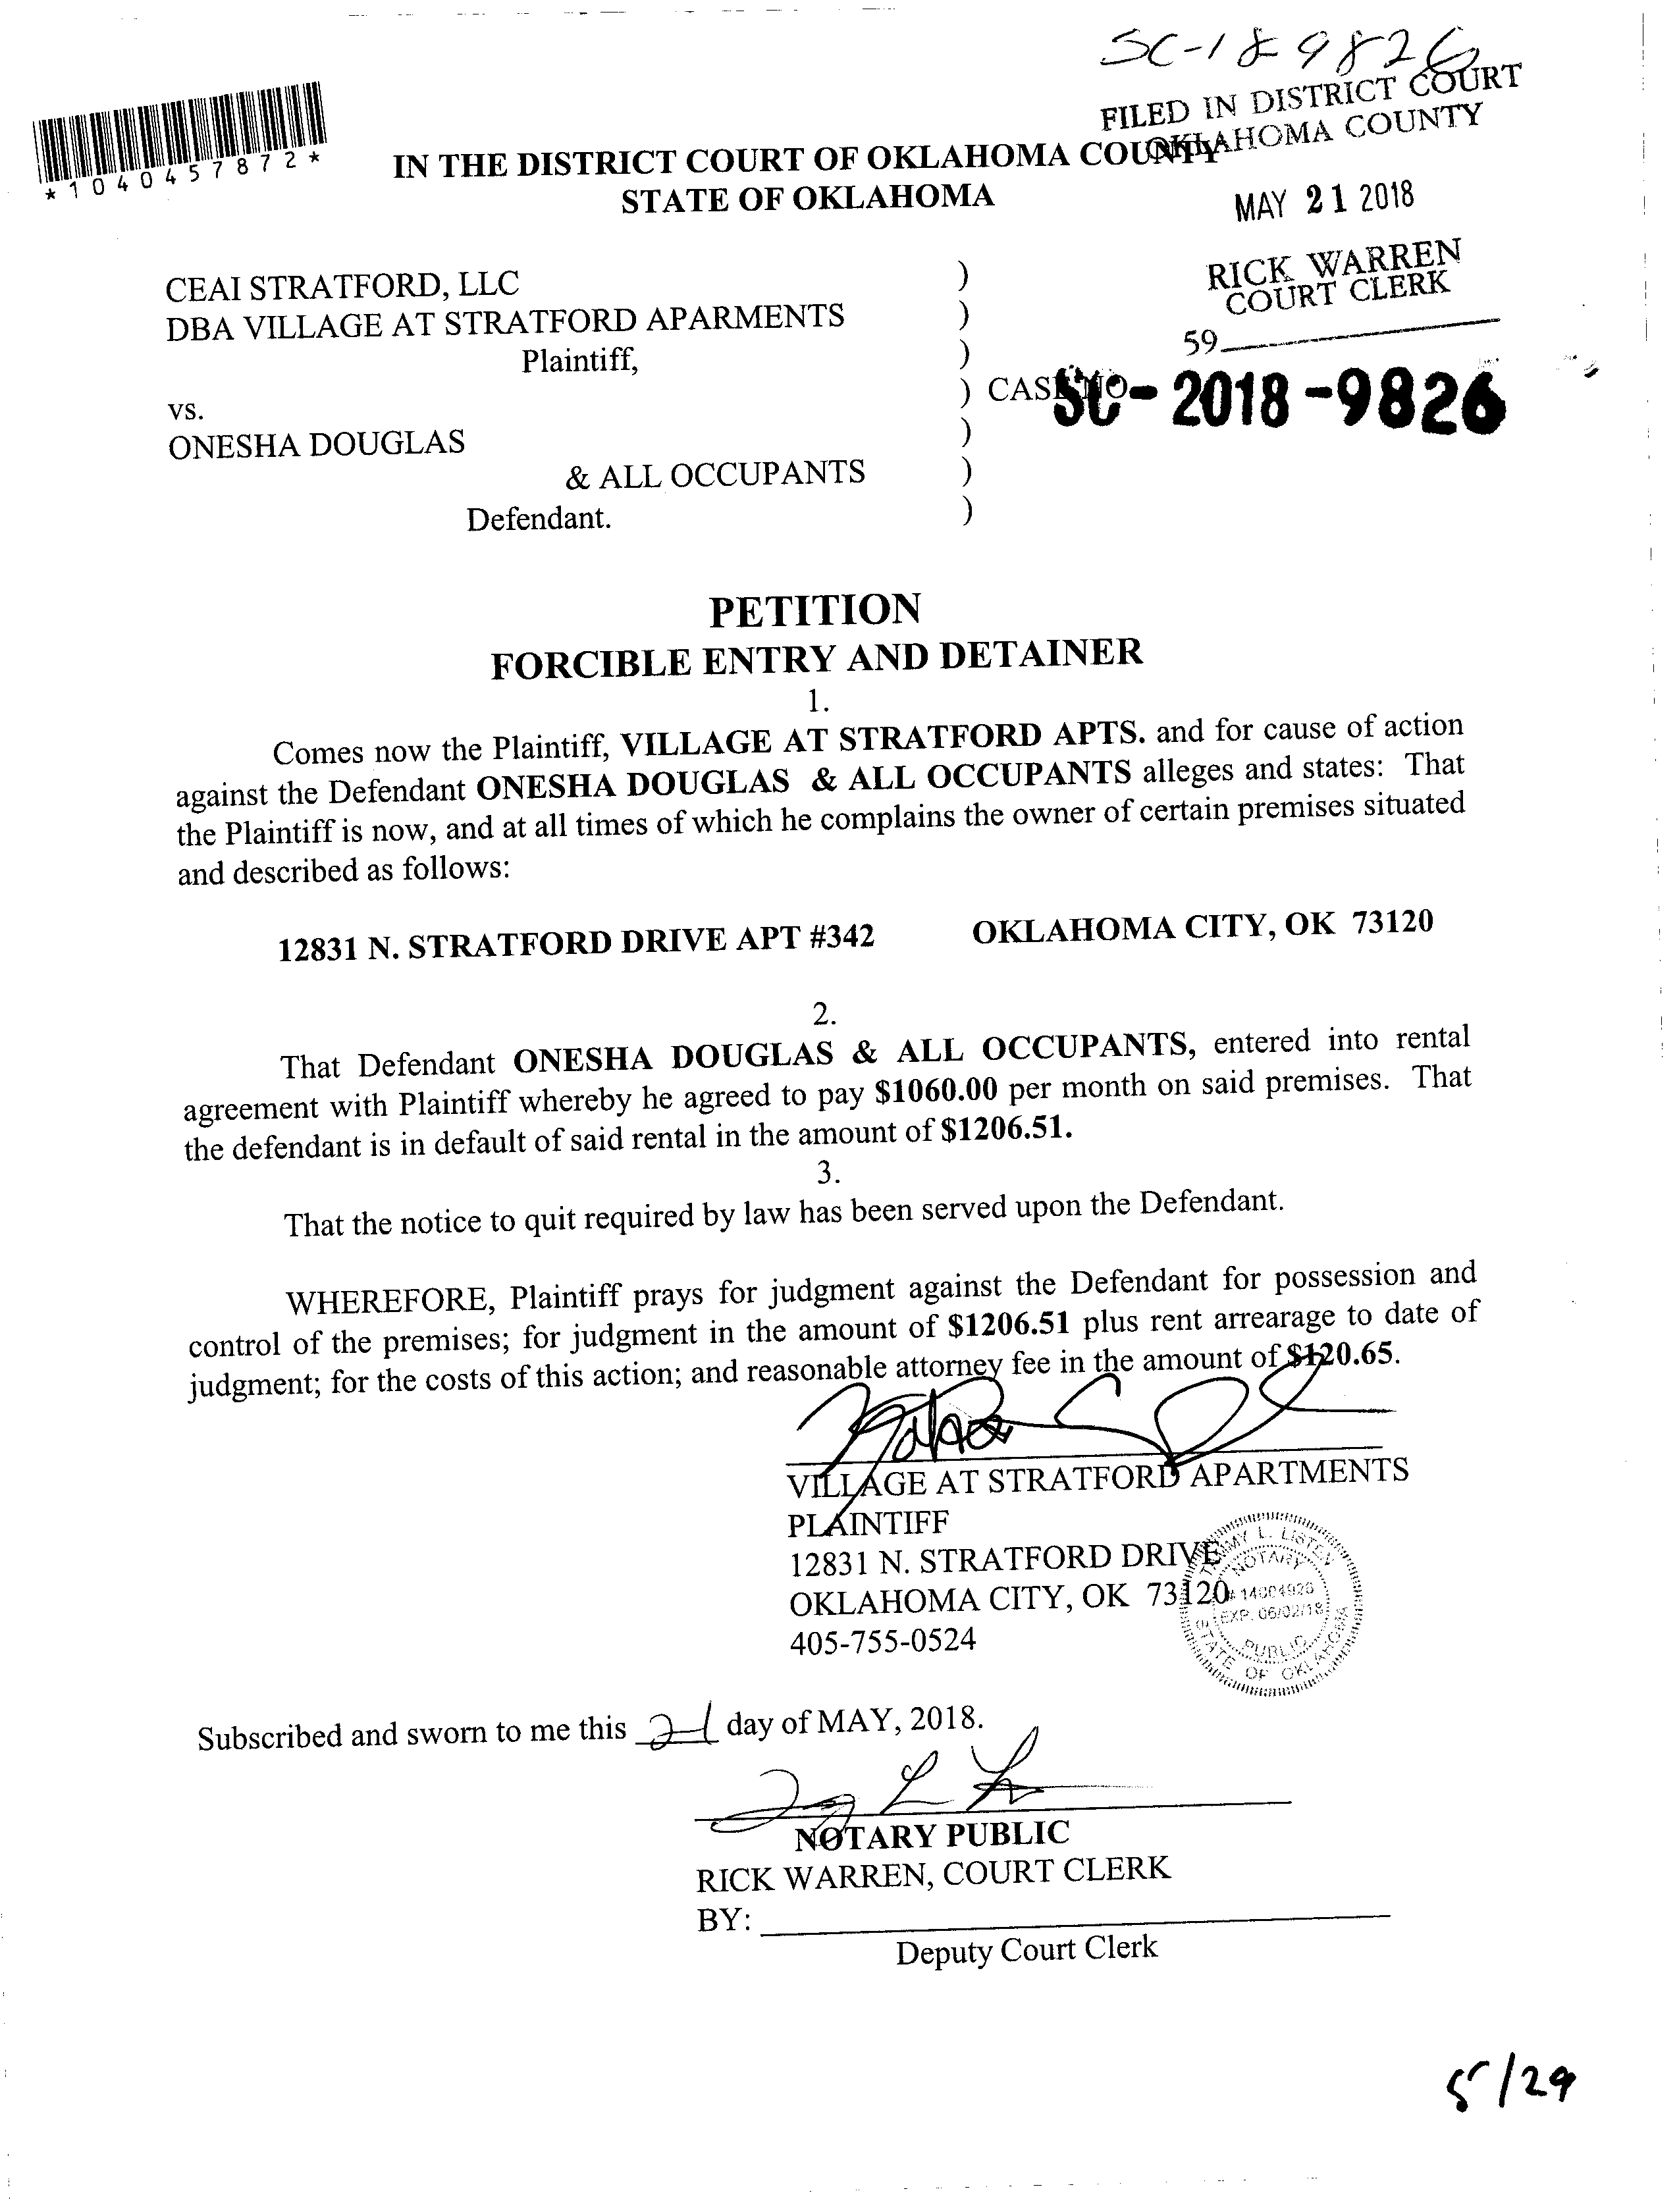 SC-18-9826
FILED IN DISTRICT COURT
OKLAHOMA COUNTY
*1040457872*
IN THE DISTRICT COURT OF OKLAHOMA COUNTY
STATE OF OKLAHOMA
MAY 21 2018
RICK WARREN
COURT CLERK
59
CEAI STRATFORD, LLC )
DBA VILLAGE AT STRATFORD APARMENTS )
Plaintiff, )
) CASE NO SC-2018-9826
vs.
ONESHA DOUGLAS )
& ALL OCCUPANTS )
Defendant. )
PETITION
FORCIBLE ENTRY AND DETAINER
1.
Comes now the Plaintiff, VILLAGE AT STRATFORD APTS. and for cause of action
against the Defendant ONESHA DOUGLAS & ALL OCCUPANTS alleges and states: That
the Plaintiff is now, and at all times of which he complains the owner of certain premises situated
and described as follows:
12831 N. STRATFORD DRIVE APT #342 OKLAHOMA CITY, OK 73120
2.
That Defendant ONESHA DOUGLAS & ALL OCCUPANTS, entered into rental
agreement with Plaintiff whereby he agreed to pay $1060.00 per month on said premises. That
the defendant is in default of said rental in the amount of $1206.51.
3.
That the notice to quit required by law has been served upon the Defendant.
WHEREFORE, Plaintiff prays for judgment against the Defendant for possession and
control of the premises; for judgment in the amount of $1206.51 plus rent arrearage to date of
judgment; for the costs of this action; and reasonable attorney fee in the amount of $120.65.
VILLAGE AT STRATFORD APARTMENTS
PLAINTIFF
12831 N. STRATFORD DRIVE
OKLAHOMA CITY, OK 73120
405-755-0524
L. LISTEN
NOTARY
# 14004920
EXP. 06/02/18
PUBLIC
STATE OF OKLAHOMA
Subscribed and sworn to me this 21 day of MAY, 2018.
NOTARY PUBLIC
RICK WARREN, COURT CLERK
BY:
Deputy Court Clerk
5/29